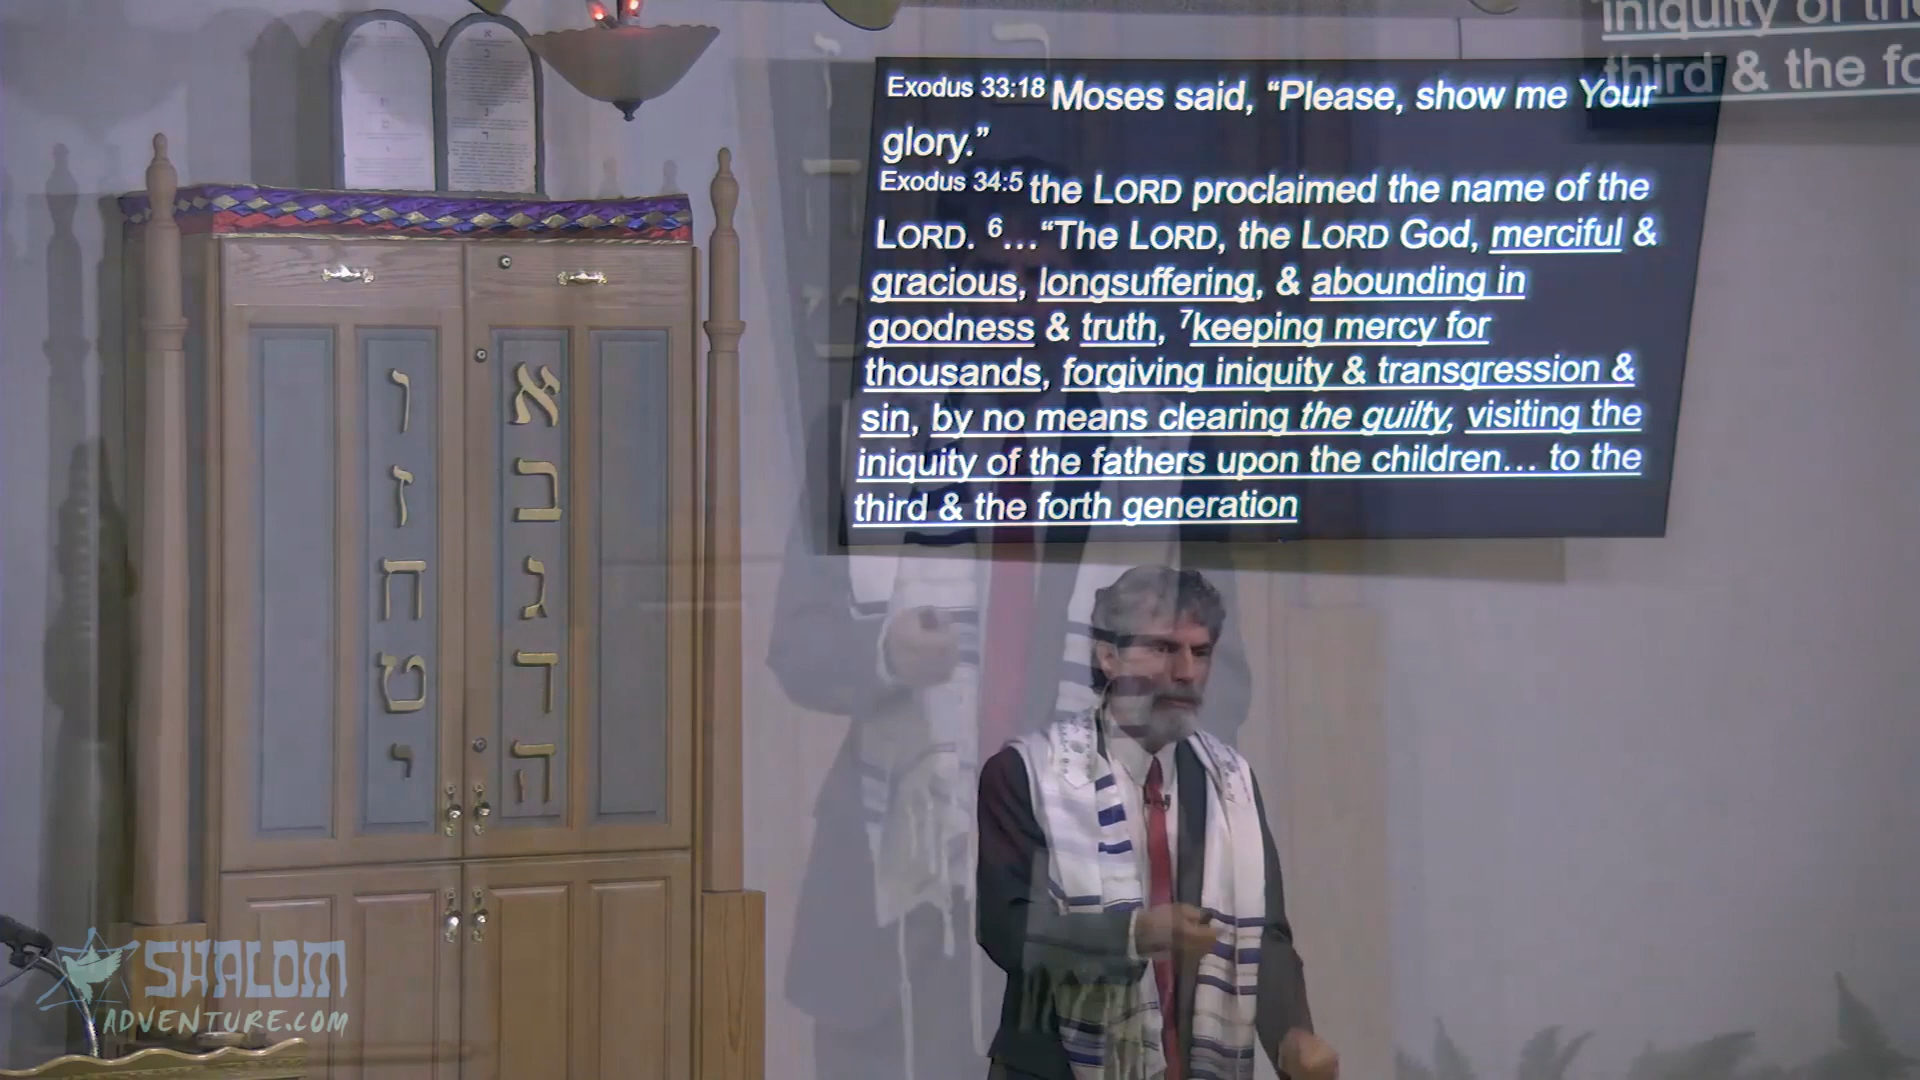 Exodus 33:18 Moses said, “Please, show me Your
glory.”
Exodus 34:5 the LORD proclaimed the name of the
LORD. 6…“The LORD, the LORD God, merciful &
gracious, longsuffering, & abounding in
goodness & truth, 7keeping mercy for
thousands, forgiving iniquity & transgression &
sin, by no means clearing the guilty, visiting the
iniquity of the fathers upon the children… to the
third & the forth generation
iniquity of
third & the
א
ב
ג
ד
ה
ו
ז
ח
ט
י
SHALOM
ADVENTURE.COM